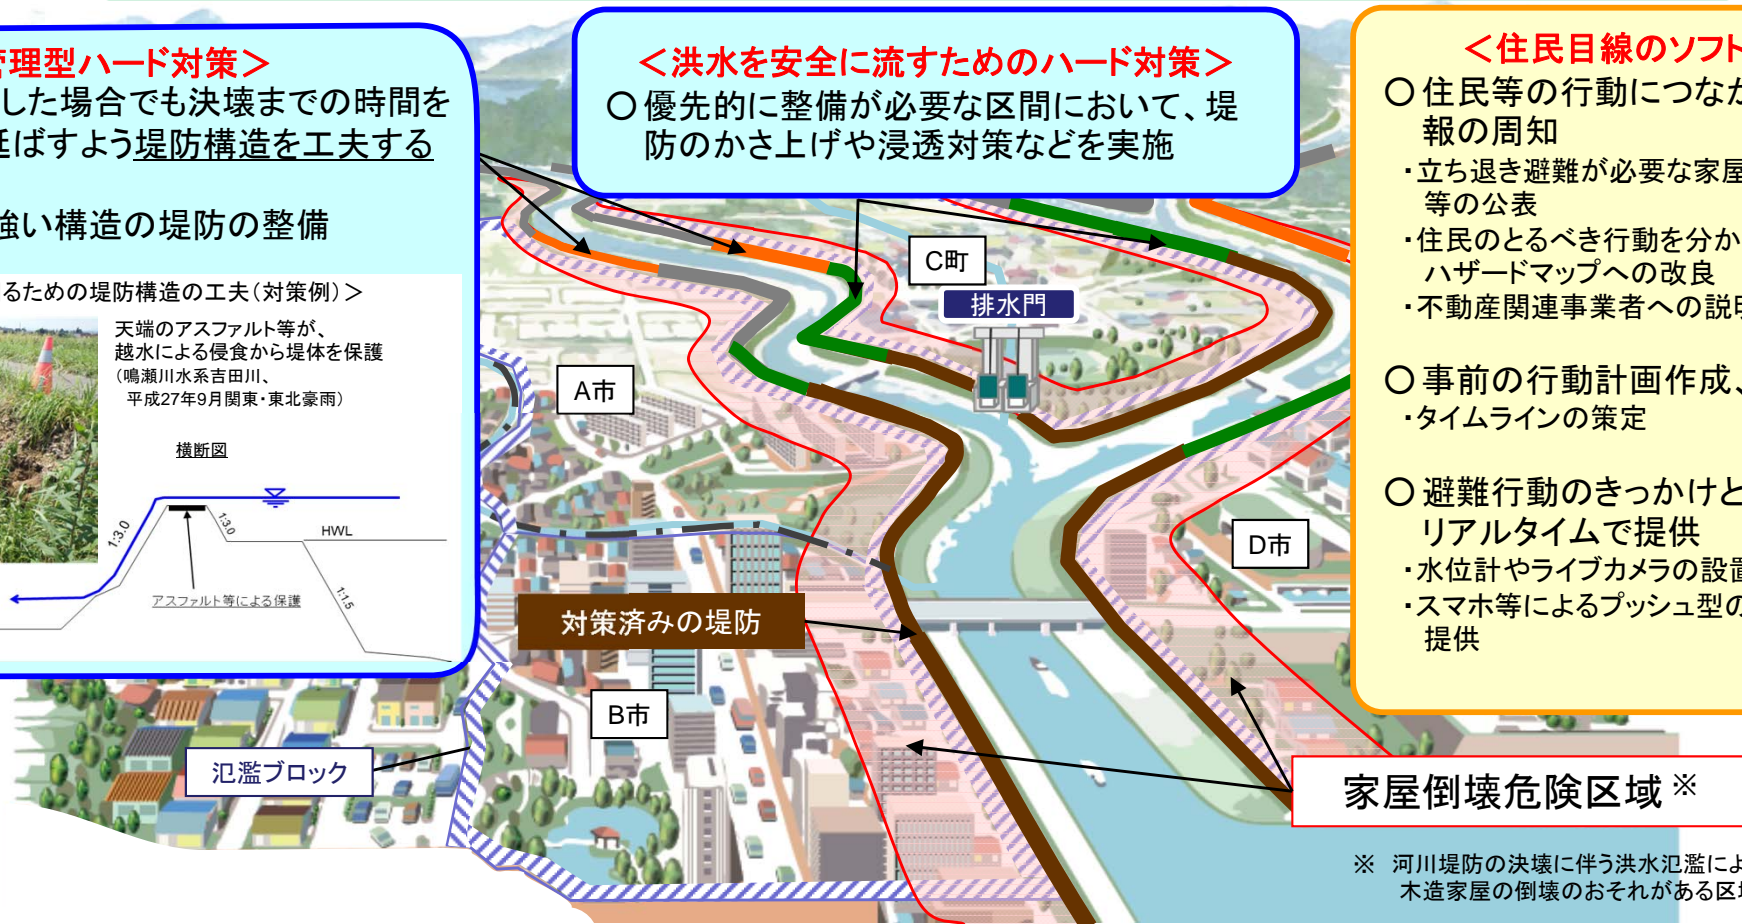 管理型ハード対策＞
した場合でも決壊までの時間を
延ばすよう堤防構造を工夫する
強い構造の堤防の整備
るための堤防構造の工夫（対策例）＞
天端のアスファルト等が、
越水による侵食から堤体を保護
（鳴瀬川水系吉田川、
平成27年9月関東・東北豪雨）
横断図
1:3.0
1:3.0
HWL
1:1.5
アスファルト等による保護
＜洪水を安全に流すためのハード対策＞
○優先的に整備が必要な区間において、堤
防のかさ上げや浸透対策などを実施
＜住民目線のソフト
○住民等の行動につなが
報の周知
・立ち退き避難が必要な家屋
等の公表
・住民のとるべき行動を分か
ハザードマップへの改良
・不動産関連事業者への説明
○事前の行動計画作成、
・タイムラインの策定
○避難行動のきっかけと
リアルタイムで提供
・水位計やライブカメラの設置
・スマホ等によるプッシュ型の
提供
C町
排水門
A市
D市
対策済みの堤防
B市
氾濫ブロック
家屋倒壊危険区域※
※ 河川堤防の決壊に伴う洪水氾濫によ
木造家屋の倒壊のおそれがある区域